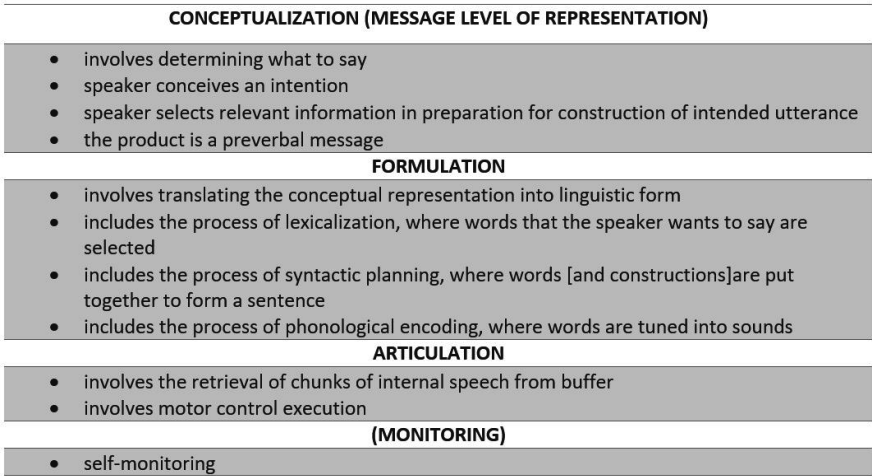 CONCEPTUALIZATION (MESSAGE LEVEL OF REPRESENTATION)
• involves determining what to say
• speaker conceives an intention
• speaker selects relevant information in preparation for construction of intended utterance
• the product is a preverbal message
FORMULATION
• involves translating the conceptual representation into linguistic form
• includes the process of lexicalization, where words that the speaker wants to say are
selected
• includes the process of syntactic planning, where words [and constructions]are put
together to form a sentence
• includes the process of phonological encoding, where words are tuned into sounds
ARTICULATION
• involves the retrieval of chunks of internal speech from buffer
• involves motor control execution
(MONITORING)
• self-monitoring